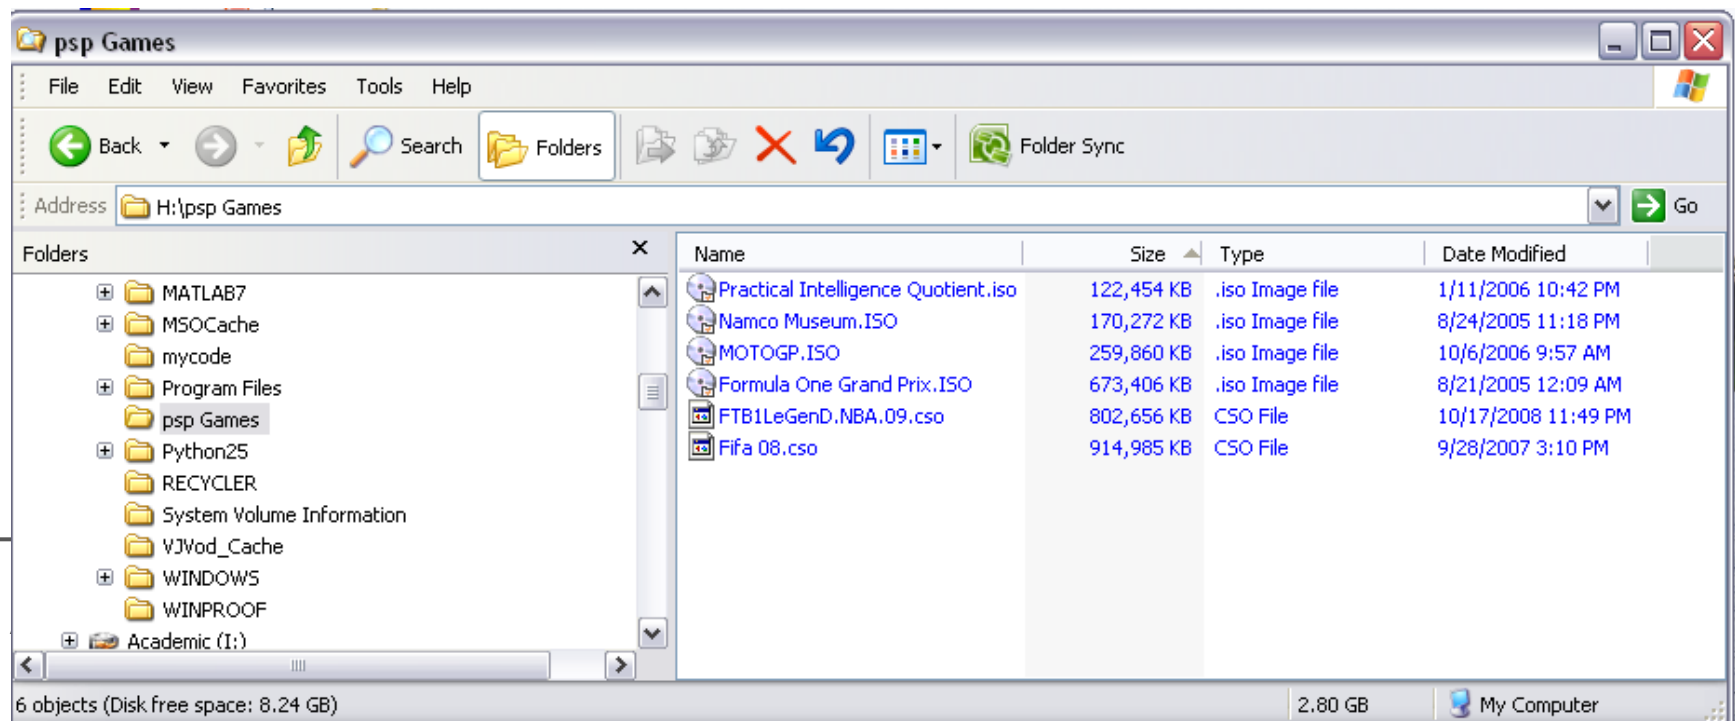 psp Games
File Edit View Favorites Tools Help
Back Search Folders Folder Sync
Address H:\psp Games Go
Folders
MATLAB7
MSOCache
mycode
Program Files
psp Games
Python25
RECYCLER
System Volume Information
VJVod_Cache
WINDOWS
WINPROOF
Academic (I:)
Name Size Type Date Modified
Practical Intelligence Quotient.iso 122,454 KB .iso Image file 1/11/2006 10:42 PM
Namco Museum.ISO 170,272 KB .iso Image file 8/24/2005 11:18 PM
MOTOGP.ISO 259,860 KB .iso Image file 10/6/2006 9:57 AM
Formula One Grand Prix.ISO 673,406 KB .iso Image file 8/21/2005 12:09 AM
FTB1LeGenD.NBA.09.cso 802,656 KB CSO File 10/17/2008 11:49 PM
Fifa 08.cso 914,985 KB CSO File 9/28/2007 3:10 PM
6 objects (Disk free space: 8.24 GB) 2.80 GB My Computer